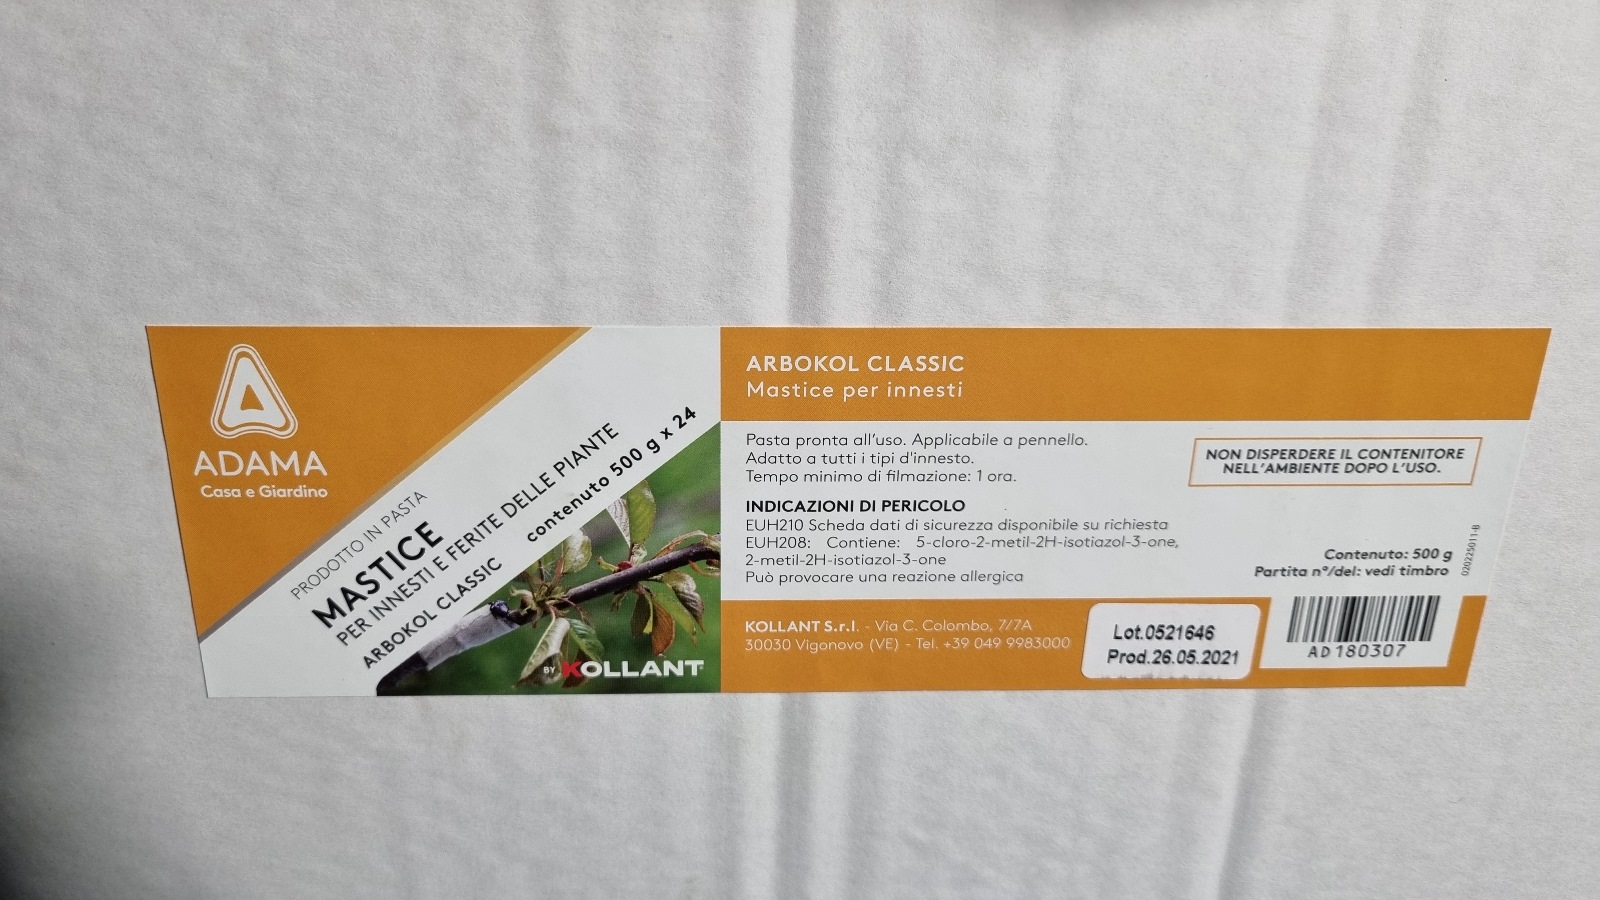 ADAMA
Casa e Giardino
PRODOTTO IN PASTA
MASTICE
PER INNESTI E FERITE DELLE PIANTE
ARBOKOL CLASSIC
contenuto 500 g x 24
BY KOLLANT
ARBOKOL CLASSIC
Mastice per innesti
Pasta pronta all'uso. Applicabile a pennello.
Adatto a tutti i tipi d'innesto.
Tempo minimo di filmazione: 1 ora.
NON DISPERDERE IL CONTENITORE
NELL'AMBIENTE DOPO L'USO.
INDICAZIONI DI PERICOLO
EUH210 Scheda dati di sicurezza disponibile su richiesta
EUH208: Contiene: 5-cloro-2-metil-2H-isotiazol-3-one,
2-metil-2H-isotiazol-3-one
Può provocare una reazione allergica
Contenuto: 500 g
Partita n°/del: vedi timbro
020225011-B
KOLLANT S.r.l. - Via C. Colombo, 7/7A
30030 Vigonovo (VE) - Tel. +39 049 9983000
Lot.0521646
Prod.26.05.2021
AD180307